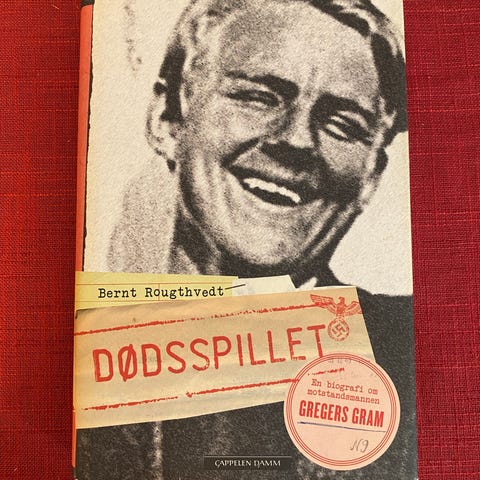 Bernt Rougthvedt
DØDSSPILLET
En biografi om
motstandsmannen
GREGERS GRAM
CAPPELEN DAMM